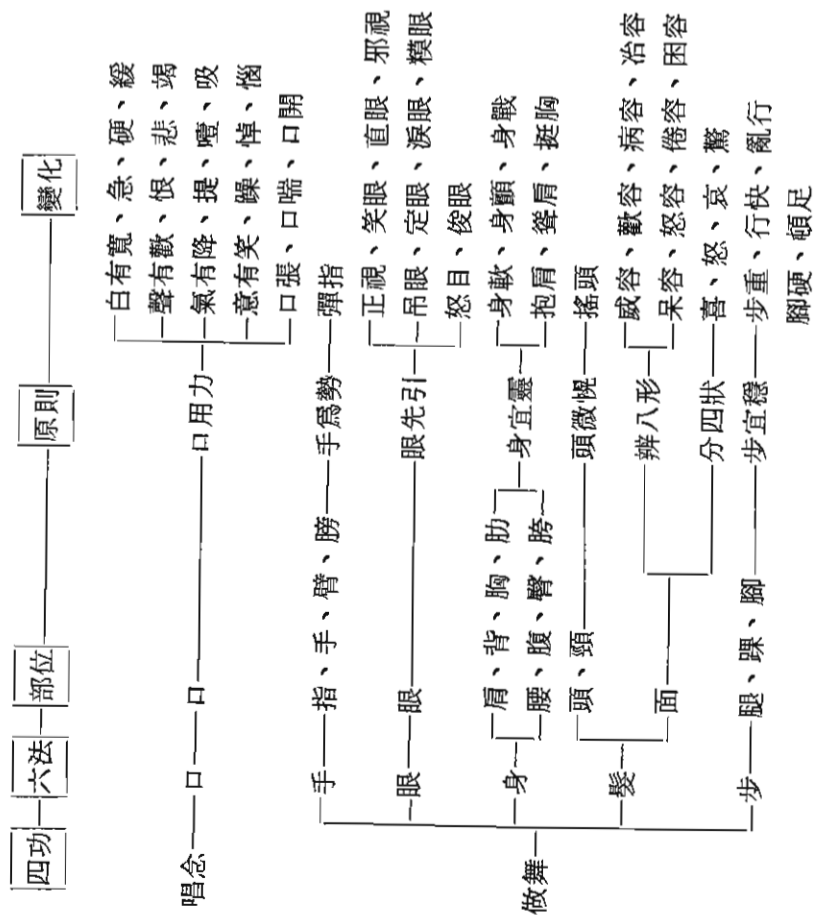 四功 六法 部位 原則 變化
唱念 口 口 口用力
白有寬、急、硬、緩
聲有歡、恨、悲、竭
氣有降、提、噎、吸
意有笑、躁、悼、惱
口張、口喘、口開
做舞
手 指、手、臂、膀 手爲勢 彈指
眼 眼 眼先引
正視、笑眼、直眼、邪視
吊眼、定眼、淚眼、模眼
怒目、俊眼
身
肩、背、胸、肋
腰、腹、臀、胯
身宜靈
身軟、身顫、身戰
抱肩、聳肩、挺胸
髮
頭、頸 頭微幌 搖頭
面
辨八形
威容、歡容、病容、冶容
呆容、怒容、倦容、困容
分四狀 喜、怒、哀、驚
步 腿、踝、腳 步宜穩 步重、行快、亂行
腳硬、頓足